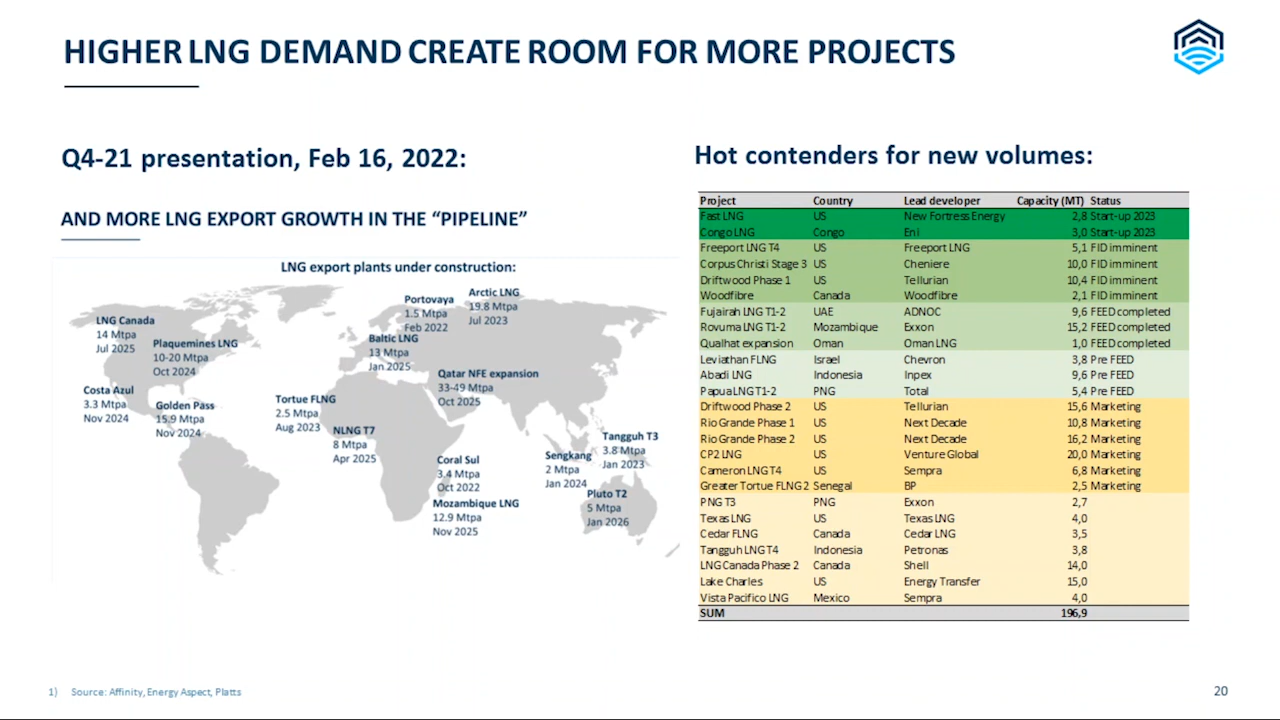 HIGHER LNG DEMAND CREATE ROOM FOR MORE PROJECTS
Q4-21 presentation, Feb 16, 2022:
AND MORE LNG EXPORT GROWTH IN THE “PIPELINE”
LNG export plants under construction:
LNG Canada
14 Mtpa
Jul 2025
Plaquemines LNG
10-20 Mtpa
Oct 2024
Costa Azul
3.3 Mtpa
Nov 2024
Golden Pass
15.9 Mtpa
Nov 2024
Portovaya
1.5 Mtpa
Feb 2022
Arctic LNG
19.8 Mtpa
Jul 2023
Baltic LNG
13 Mtpa
Jan 2025
Qatar NFE expansion
33-49 Mtpa
Oct 2025
Tortue FLNG
2.5 Mtpa
Aug 2023
NLNG T7
8 Mtpa
Apr 2025
Coral Sul
3.4 Mtpa
Oct 2022
Mozambique LNG
12.9 Mtpa
Nov 2025
Sengkang
2 Mtpa
Jan 2024
Tangguh T3
3.8 Mtpa
Jan 2023
Pluto T2
5 Mtpa
Jan 2026
Hot contenders for new volumes:
Project Country Lead developer Capacity (MT) Status
Fast LNG US New Fortress Energy 2,8 Start-up 2023
Congo LNG Congo Eni 3,0 Start-up 2023
Freeport LNG T4 US Freeport LNG 5,1 FID imminent
Corpus Christi Stage 3 US Cheniere 10,0 FID imminent
Driftwood Phase 1 US Tellurian 10,4 FID imminent
Woodfibre Canada Woodfibre 2,1 FID imminent
Fujairah LNG T1-2 UAE ADNOC 9,6 FEED completed
Rovuma LNG T1-2 Mozambique Exxon 15,2 FEED completed
Qualhat expansion Oman Oman LNG 1,0 FEED completed
Leviathan FLNG Israel Chevron 3,8 Pre FEED
Abadi LNG Indonesia Inpex 9,6 Pre FEED
Papua LNG T1-2 PNG Total 5,4 Pre FEED
Driftwood Phase 2 US Tellurian 15,6 Marketing
Rio Grande Phase 1 US Next Decade 10,8 Marketing
Rio Grande Phase 2 US Next Decade 16,2 Marketing
CP2 LNG US Venture Global 20,0 Marketing
Cameron LNG T4 US Sempra 6,8 Marketing
Greater Tortue FLNG 2 Senegal BP 2,5 Marketing
PNG T3 PNG Exxon 2,7
Texas LNG US Texas LNG 4,0
Cedar FLNG Canada Cedar LNG 3,5
Tangguh LNG T4 Indonesia Petronas 3,8
LNG Canada Phase 2 Canada Shell 14,0
Lake Charles US Energy Transfer 15,0
Vista Pacifico LNG Mexico Sempra 4,0
SUM 196,9
1) Source: Affinity, Energy Aspect, Platts
20